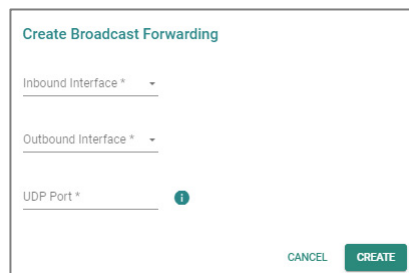 Create Broadcast Forwarding
Inbound Interface *
Outbound Interface *
UDP Port *
CANCEL CREATE